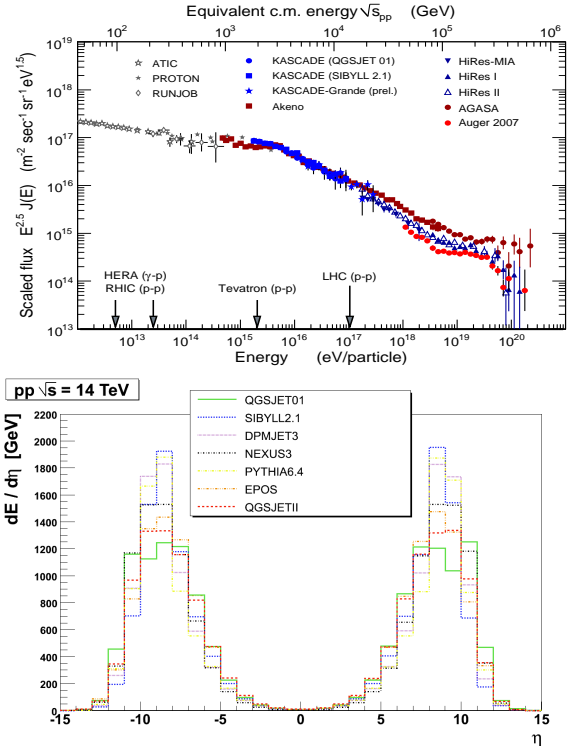 Equivalent c.m. energy √s_pp (GeV)
10^2 10^3 10^4 10^5 10^6
Scaled flux E^2.5 J(E) (m^-2 sec^-1 sr^-1 eV^1.5)
10^19
10^18
10^17
10^16
10^15
10^14
10^13
ATIC
PROTON
RUNJOB
KASCADE (QGSJET 01)
KASCADE (SIBYLL 2.1)
KASCADE-Grande (prel.)
Akeno
HiRes-MIA
HiRes I
HiRes II
AGASA
Auger 2007
HERA (γ-p)
RHIC (p-p)
Tevatron (p-p)
LHC (p-p)
10^13 10^14 10^15 10^16 10^17 10^18 10^19 10^20
Energy (eV/particle)
pp √s = 14 TeV
dE / dη [GeV]
2200
2000
1800
1600
1400
1200
1000
800
600
400
200
0
QGSJET01
SIBYLL2.1
DPMJET3
NEXUS3
PYTHIA6.4
EPOS
QGSJETII
-15 -10 -5 0 5 10 15
η